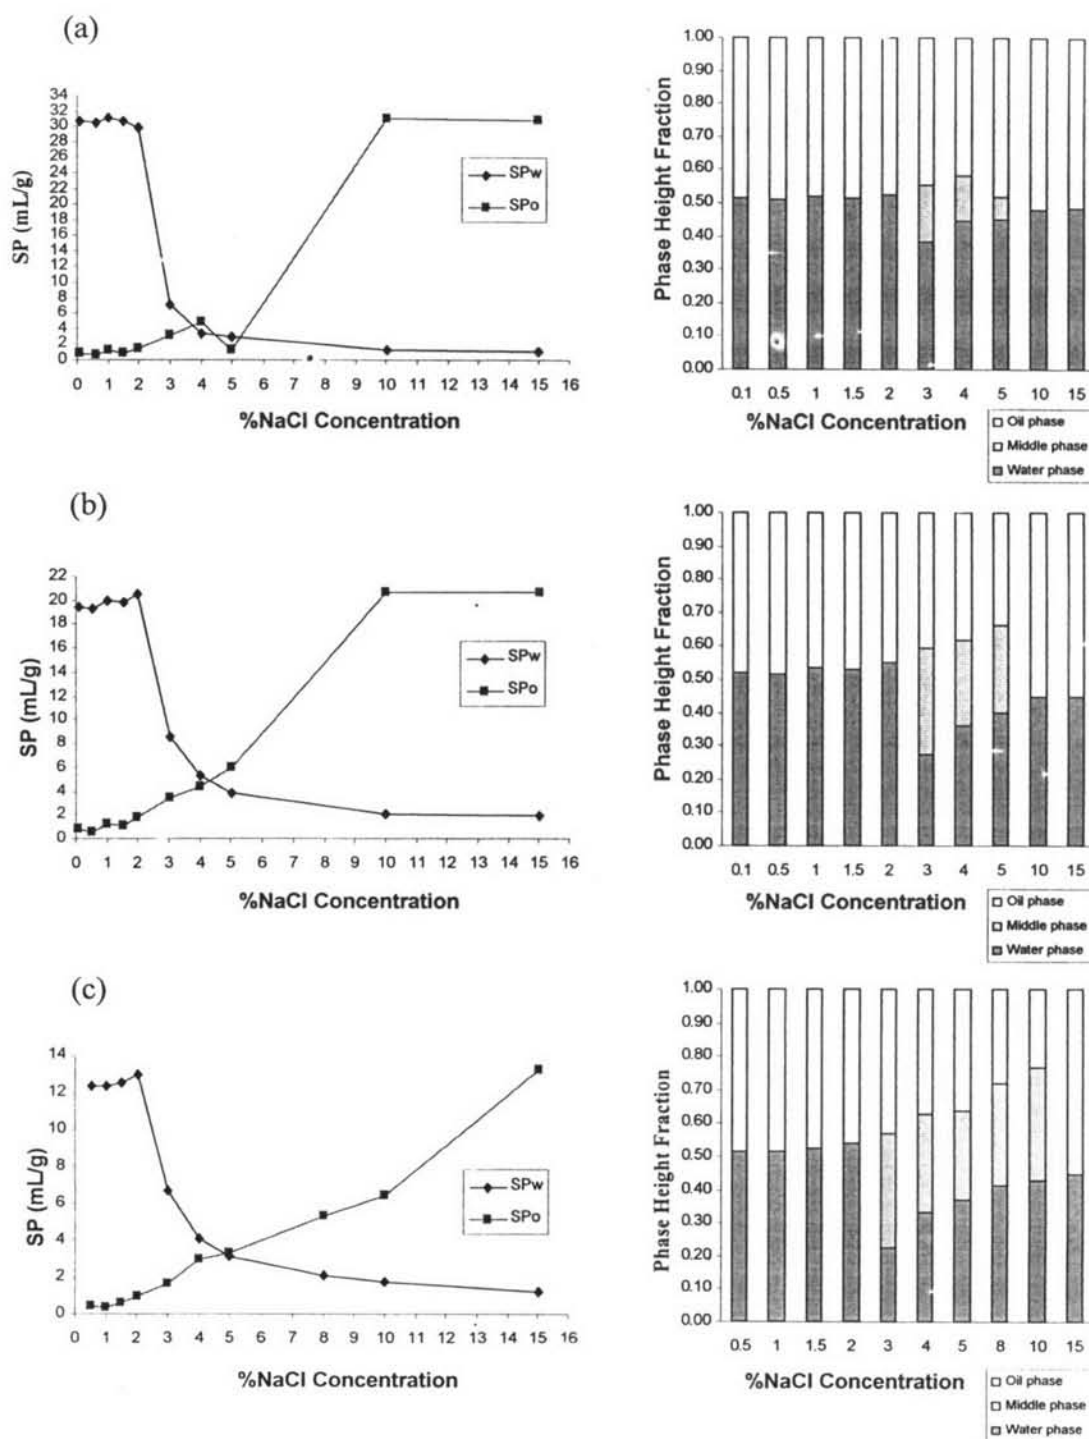 (a)
34
32
30
28
26
24
22
20
18
16
14
12
10
8
6
4
2
0
SP (mL/g)
SPw
SPo
0 1 2 3 4 5 6 7 8 9 10 11 12 13 14 15 16
%NaCl Concentration
1.00
0.90
0.80
0.70
0.60
0.50
0.40
0.30
0.20
0.10
0.00
Phase Height Fraction
0.1 0.5 1 1.5 2 3 4 5 10 15
%NaCl Concentration
Oil phase
Middle phase
Water phase
(b)
22
20
18
16
14
12
10
8
6
4
2
0
SP (mL/g)
SPw
SPo
0 1 2 3 4 5 6 7 8 9 10 11 12 13 14 15 16
%NaCl Concentration
1.00
0.90
0.80
0.70
0.60
0.50
0.40
0.30
0.20
0.10
0.00
Phase Height Fraction
0.1 0.5 1 1.5 2 3 4 5 10 15
%NaCl Concentration
Oil phase
Middle phase
Water phase
(c)
14
12
10
8
6
4
2
0
SP (mL/g)
SPw
SPo
0 1 2 3 4 5 6 7 8 9 10 11 12 13 14 15 16
%NaCl Concentration
1.00
0.90
0.80
0.70
0.60
0.50
0.40
0.30
0.20
0.10
0.00
Phase Height Fraction
0.5 1 1.5 2 3 4 5 8 10 15
%NaCl Concentration
Oil phase
Middle phase
Water phase